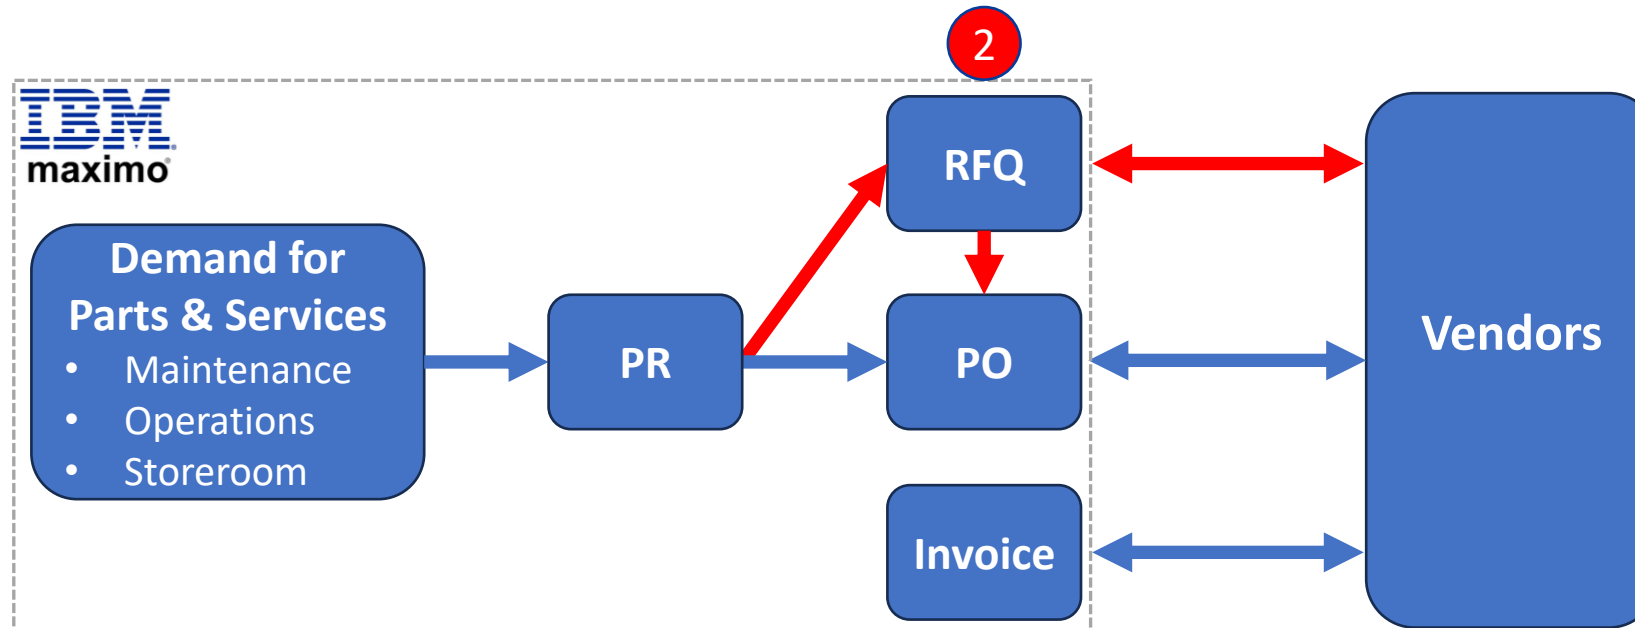 2
IBM
maximo
RFQ
Demand for
Parts & Services
• Maintenance
• Operations
• Storeroom
PR
PO
Vendors
Invoice